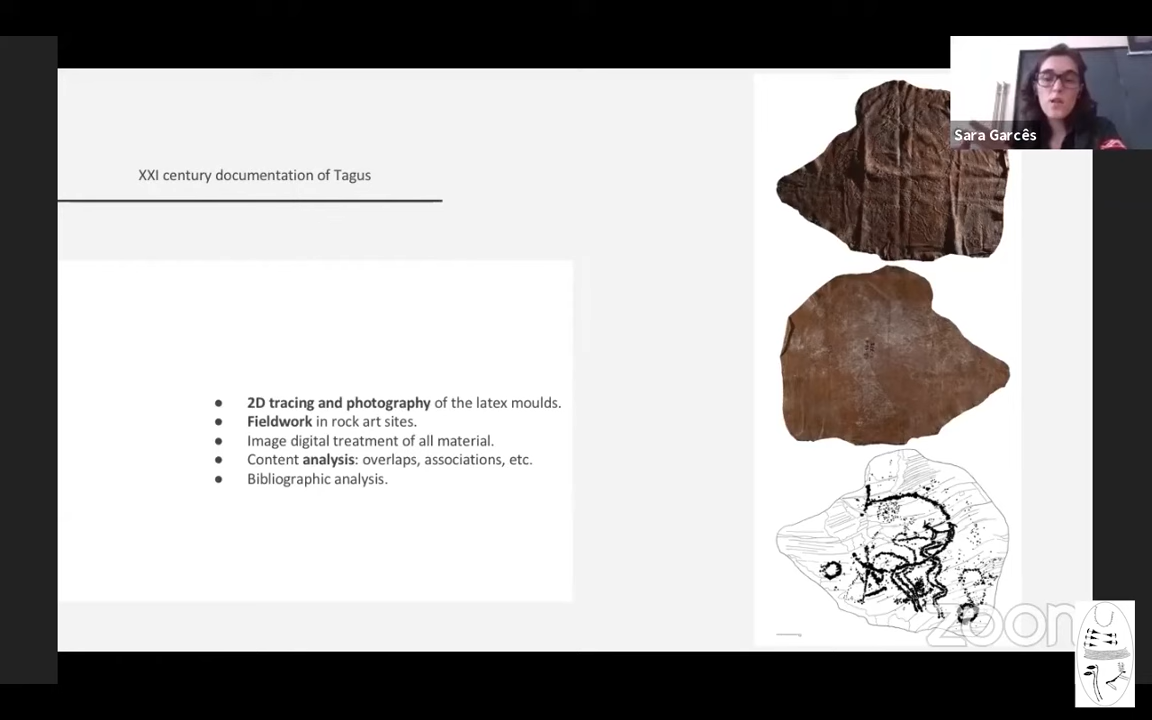 Sara Garcês
XXI century documentation of Tagus
● 2D tracing and photography of the latex moulds.
● Fieldwork in rock art sites.
● Image digital treatment of all material.
● Content analysis: overlaps, associations, etc.
● Bibliographic analysis.
zoom